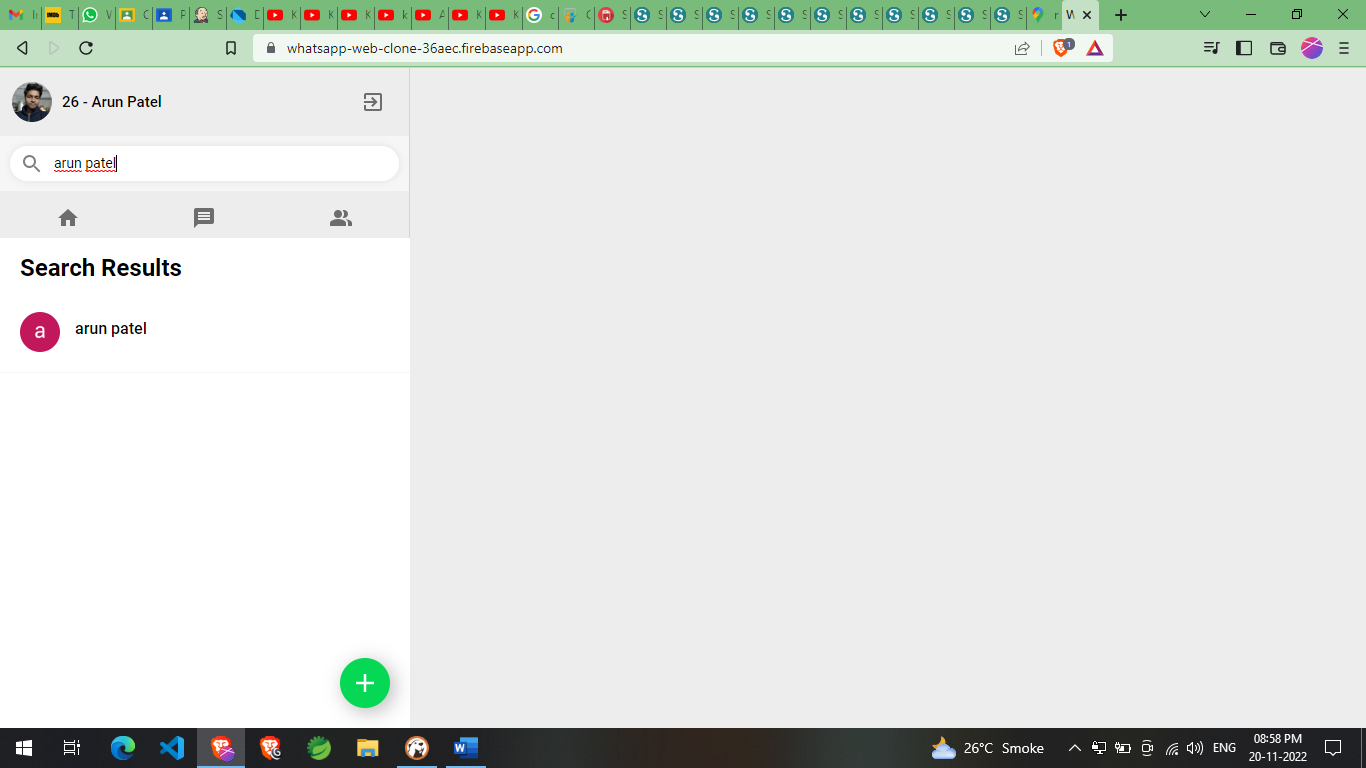 whatsapp-web-clone-36aec.firebaseapp.com
1
26 - Arun Patel
arun patel
Search Results
a
arun patel
26°C Smoke
ENG
08:58 PM
20-11-2022